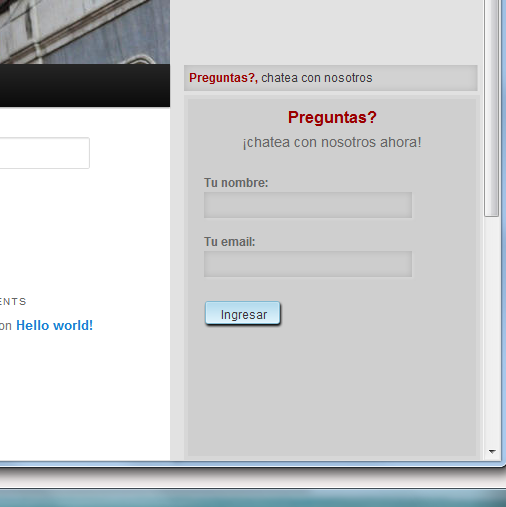 Preguntas?, chatea con nosotros
Preguntas?
¡chatea con nosotros ahora!
Tu nombre:
Tu email:
Ingresar
ENTS
on Hello world!